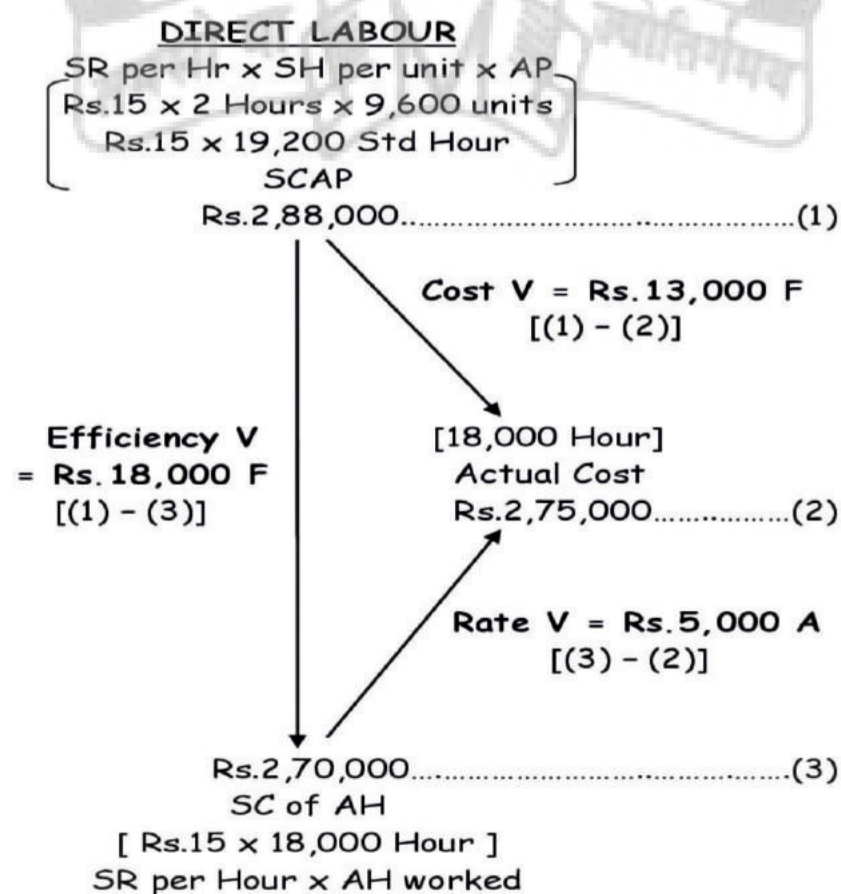 DIRECT LABOUR
SR per Hr x SH per unit x AP
Rs.15 x 2 Hours x 9,600 units
Rs.15 x 19,200 Std Hour
SCAP
Rs.2,88,000................................................(1)
Cost V = Rs.13,000 F
[(1) - (2)]
Efficiency V
= Rs.18,000 F
[(1) - (3)]
[18,000 Hour]
Actual Cost
Rs.2,75,000................(2)
Rate V = Rs.5,000 A
[(3) - (2)]
Rs.2,70,000..............................................(3)
SC of AH
[ Rs.15 x 18,000 Hour ]
SR per Hour x AH worked